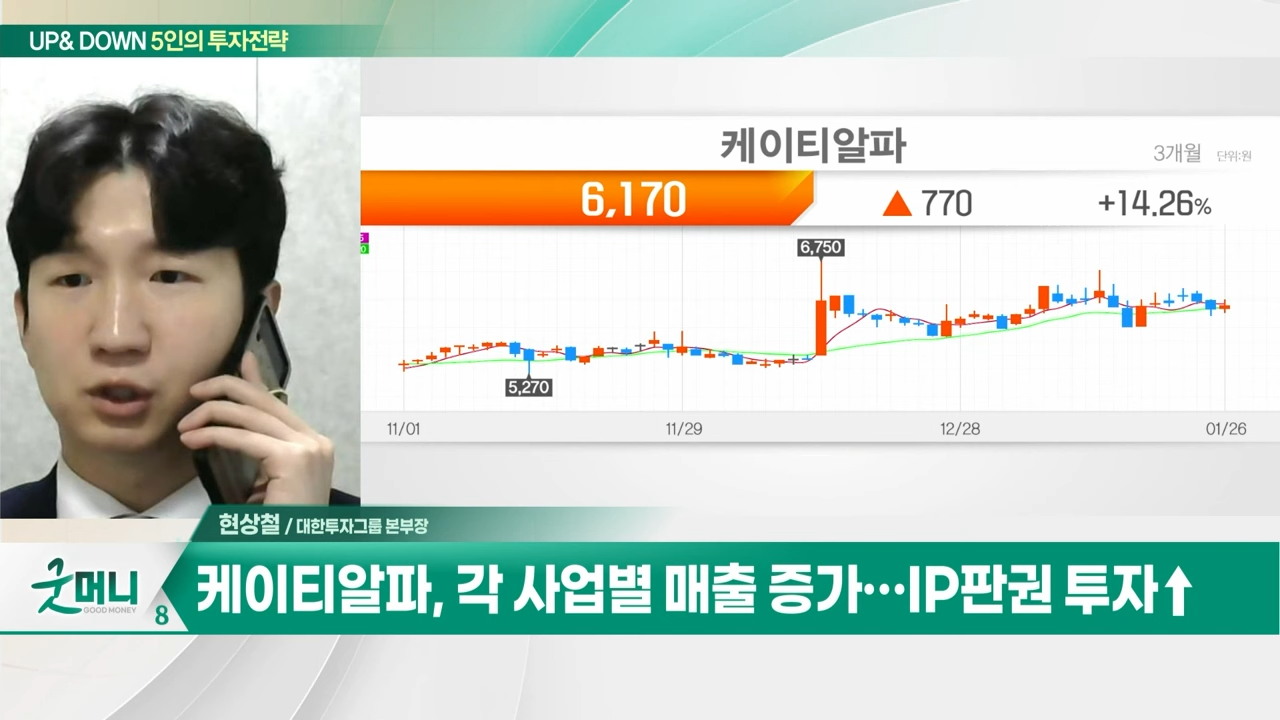 UP& DOWN 5인의 투자전략
케이티알파
3개월 단위:원
6,170 ▲ 770 +14.26%
6,750
5,270
11/01 11/29 12/28 01/26
현상철 / 대한투자그룹 본부장
굿머니
GOOD MONEY
8
케이티알파, 각 사업별 매출 증가…IP판권 투자↑